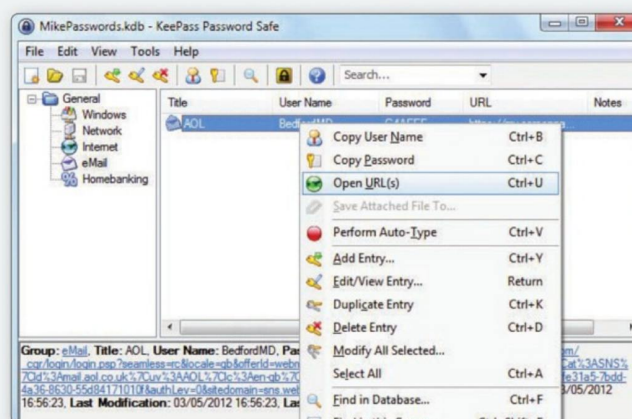 MikePasswords.kdb - KeePass Password Safe
File Edit View Tools Help
Search...
Title User Name Password URL Notes
General
Windows
Network
Internet
eMail
Homebanking
AOL BedfordMD
Copy User Name Ctrl+B
Copy Password Ctrl+C
Open URL(s) Ctrl+U
Save Attached File To...
Perform Auto-Type Ctrl+V
Add Entry... Ctrl+Y
Edit/View Entry... Return
Duplicate Entry Ctrl+K
Delete Entry Ctrl+D
Modify All Selected...
Select All Ctrl+A
Find in Database... Ctrl+F
Group: eMail, Title: AOL, User Name: BedfordMD,
16:56:23, Last Modification: 03/05/2012 16:56:23,